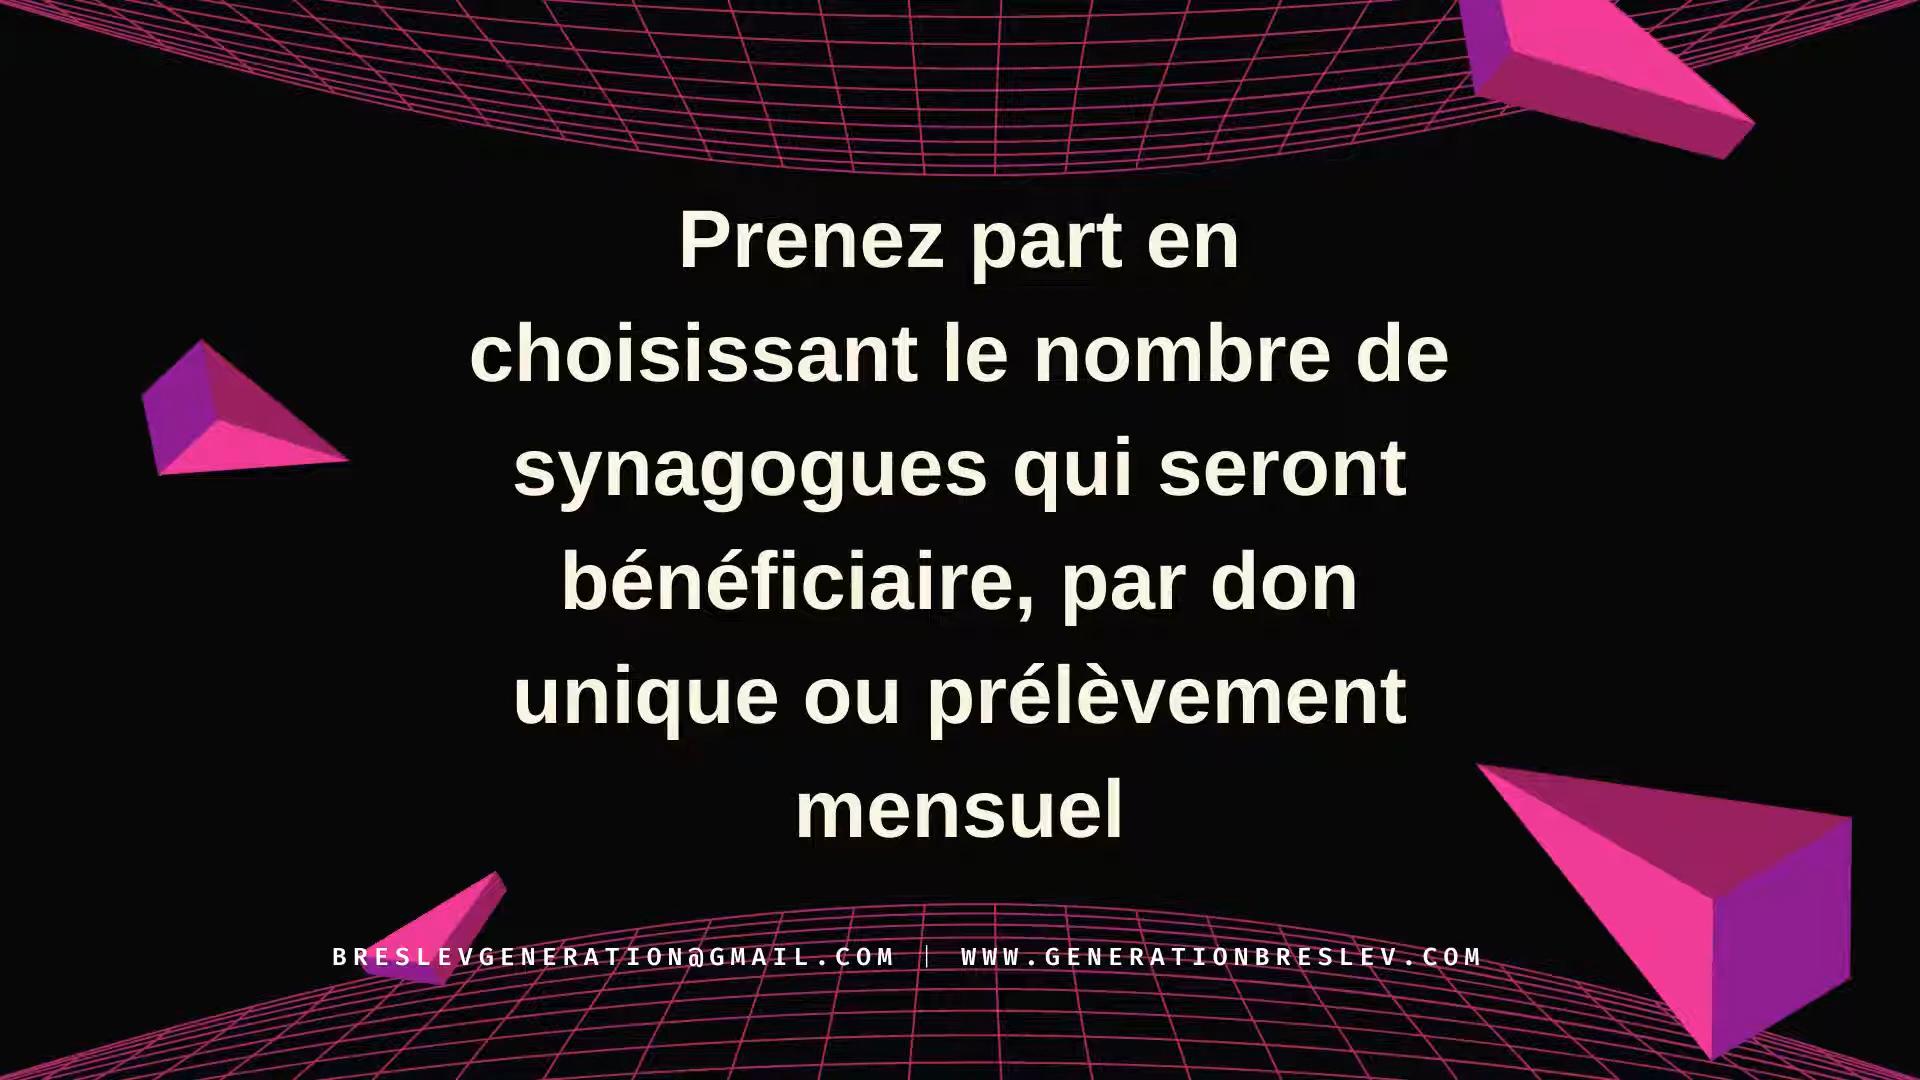 Prenez part en
choisissant le nombre de
synagogues qui seront
bénéficiaire, par don
unique ou prélèvement
mensuel
BRESLEVGENERATION@GMAIL.COM | WWW.GENERATIONBRESLEV.COM